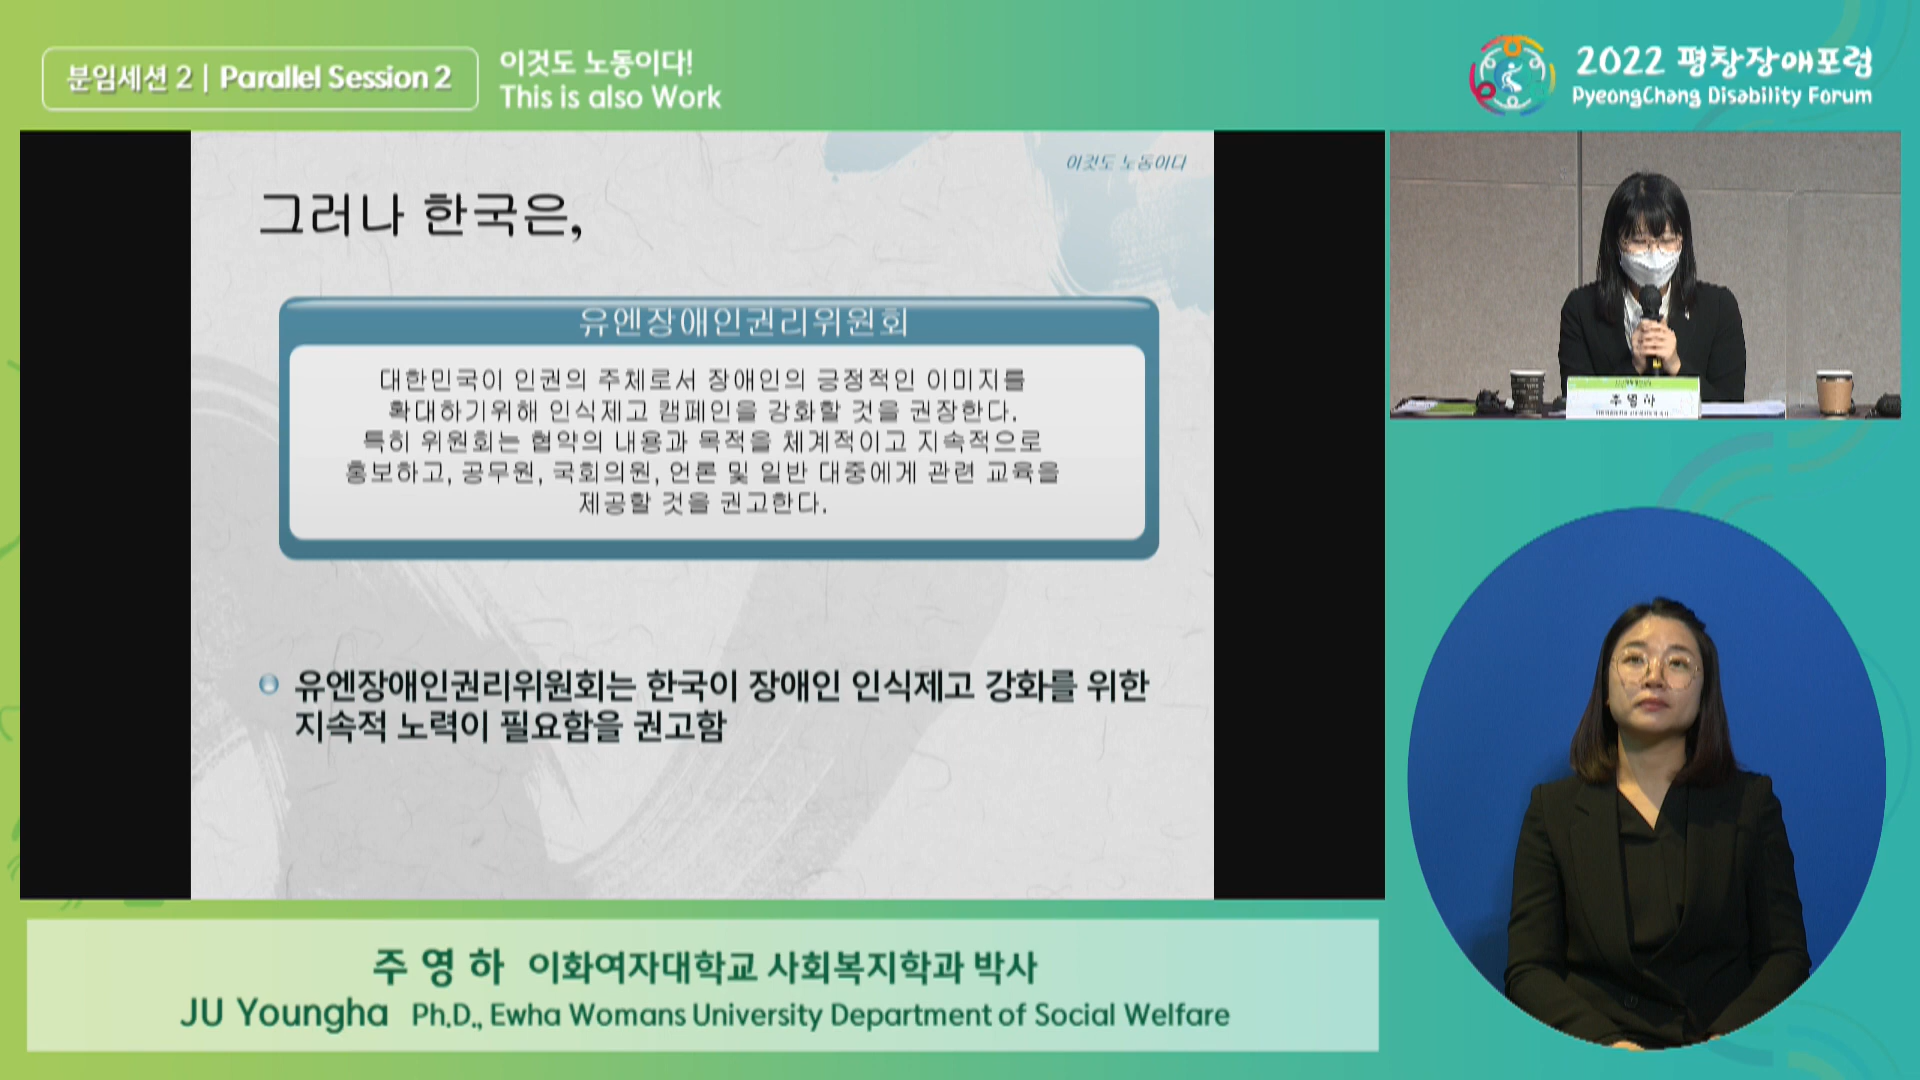 분임세션 2 | Parallel Session 2
이것도 노동이다!
This is also Work
2022 평창장애포럼
PyeongChang Disability Forum
이것도 노동이다
그러나 한국은,
유엔장애인권리위원회
대한민국이 인권의 주체로서 장애인의 긍정적인 이미지를
확대하기위해 인식제고 캠페인을 강화할 것을 권장한다.
특히 위원회는 협약의 내용과 목적을 체계적이고 지속적으로
홍보하고, 공무원, 국회의원, 언론 및 일반 대중에게 관련 교육을
제공할 것을 권고한다.
유엔장애인권리위원회는 한국이 장애인 인식제고 강화를 위한
지속적 노력이 필요함을 권고함
주영하
주 영 하 이화여자대학교 사회복지학과 박사
JU Youngha Ph.D., Ewha Womans University Department of Social Welfare